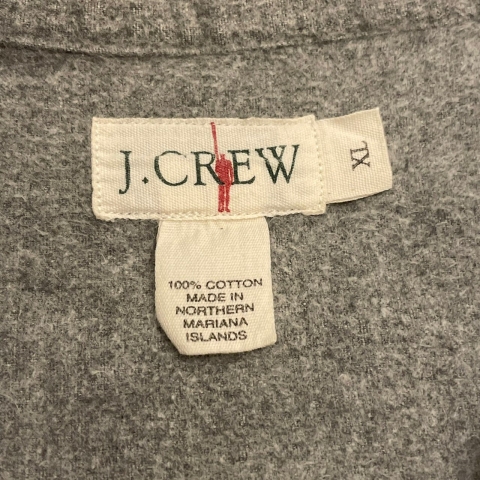 J.CREW
XL
100% COTTON
MADE IN
NORTHERN
MARIANA
ISLANDS